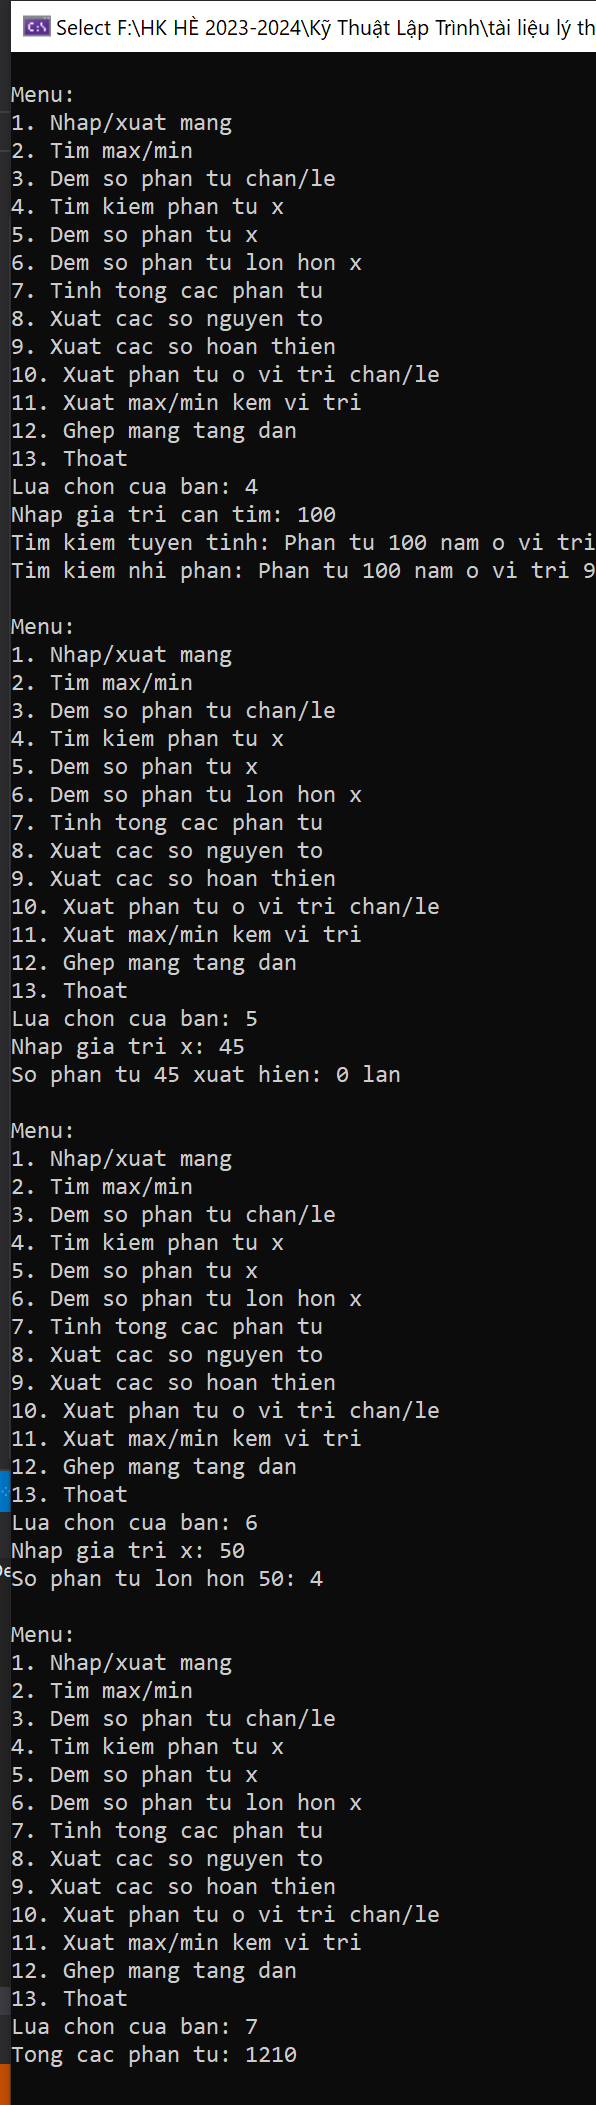 Select F:\HK HÈ 2023-2024\Kỹ Thuật Lập Trình\tài liệu lý th
Menu:
1. Nhap/xuat mang
2. Tim max/min
3. Dem so phan tu chan/le
4. Tim kiem phan tu x
5. Dem so phan tu x
6. Dem so phan tu lon hon x
7. Tinh tong cac phan tu
8. Xuat cac so nguyen to
9. Xuat cac so hoan thien
10. Xuat phan tu o vi tri chan/le
11. Xuat max/min kem vi tri
12. Ghep mang tang dan
13. Thoat
Lua chon cua ban: 4
Nhap gia tri can tim: 100
Tim kiem tuyen tinh: Phan tu 100 nam o vi tri
Tim kiem nhi phan: Phan tu 100 nam o vi tri 9
Menu:
1. Nhap/xuat mang
2. Tim max/min
3. Dem so phan tu chan/le
4. Tim kiem phan tu x
5. Dem so phan tu x
6. Dem so phan tu lon hon x
7. Tinh tong cac phan tu
8. Xuat cac so nguyen to
9. Xuat cac so hoan thien
10. Xuat phan tu o vi tri chan/le
11. Xuat max/min kem vi tri
12. Ghep mang tang dan
13. Thoat
Lua chon cua ban: 5
Nhap gia tri x: 45
So phan tu 45 xuat hien: 0 lan
Menu:
1. Nhap/xuat mang
2. Tim max/min
3. Dem so phan tu chan/le
4. Tim kiem phan tu x
5. Dem so phan tu x
6. Dem so phan tu lon hon x
7. Tinh tong cac phan tu
8. Xuat cac so nguyen to
9. Xuat cac so hoan thien
10. Xuat phan tu o vi tri chan/le
11. Xuat max/min kem vi tri
12. Ghep mang tang dan
13. Thoat
Lua chon cua ban: 6
Nhap gia tri x: 50
So phan tu lon hon 50: 4
Menu:
1. Nhap/xuat mang
2. Tim max/min
3. Dem so phan tu chan/le
4. Tim kiem phan tu x
5. Dem so phan tu x
6. Dem so phan tu lon hon x
7. Tinh tong cac phan tu
8. Xuat cac so nguyen to
9. Xuat cac so hoan thien
10. Xuat phan tu o vi tri chan/le
11. Xuat max/min kem vi tri
12. Ghep mang tang dan
13. Thoat
Lua chon cua ban: 7
Tong cac phan tu: 1210